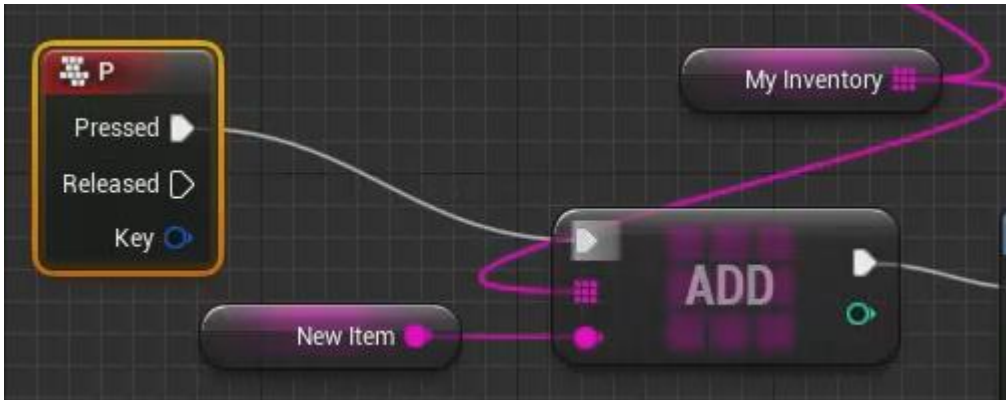 P
Pressed
Released
Key
My Inventory
New Item
ADD